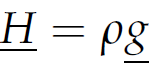 H = ρg